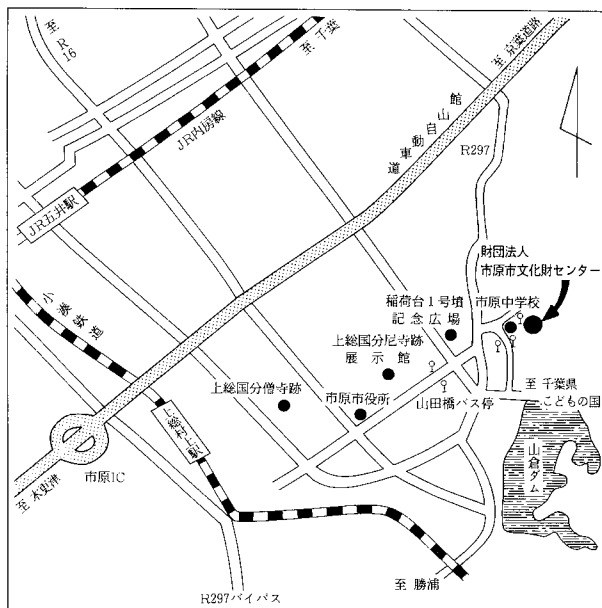 至
R
16
至千葉
JR内房線
至京葉道路
館
山
自
動
車
道
R297
JR五井駅
財団法人
市原市文化財センター
小湊鉄道
稲荷台1号墳
記念広場
市原中学校
上総国分尼寺跡
展示館
上総国分僧寺跡
市原市役所
山田橋バス停
至 千葉県
こどもの国
上総村上駅
山倉ダム
市原IC
至木更津
至 勝浦
R297バイパス